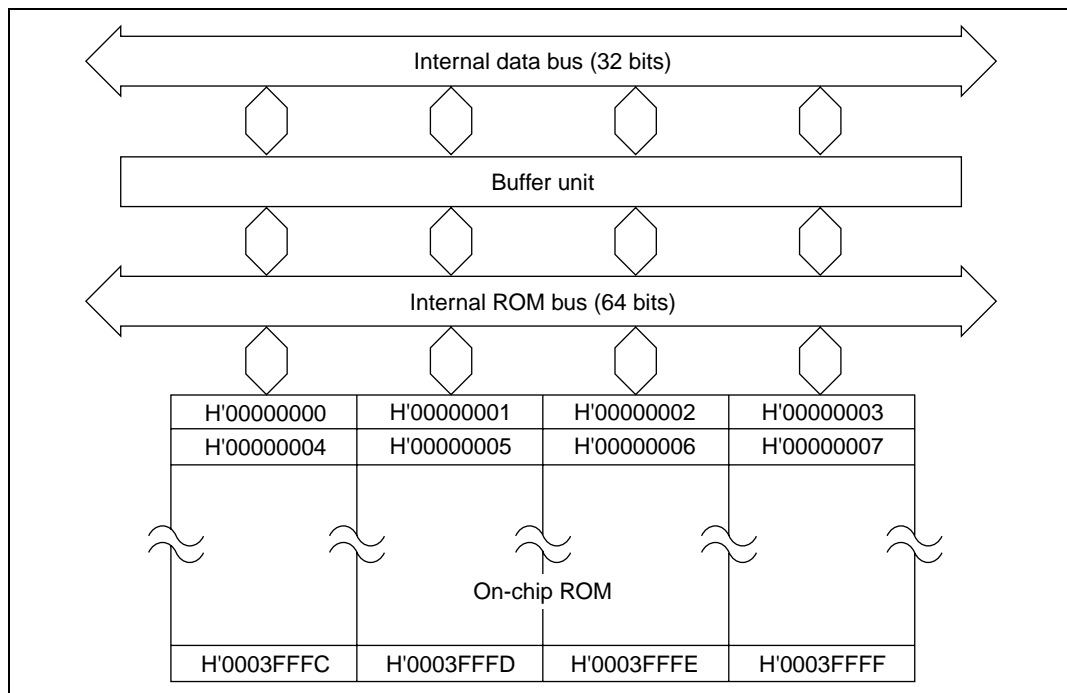 Internal data bus (32 bits)
Buffer unit
Internal ROM bus (64 bits)
H'00000000 H'00000001 H'00000002 H'00000003
H'00000004 H'00000005 H'00000006 H'00000007
On-chip ROM
H'0003FFFC H'0003FFFD H'0003FFFE H'0003FFFF